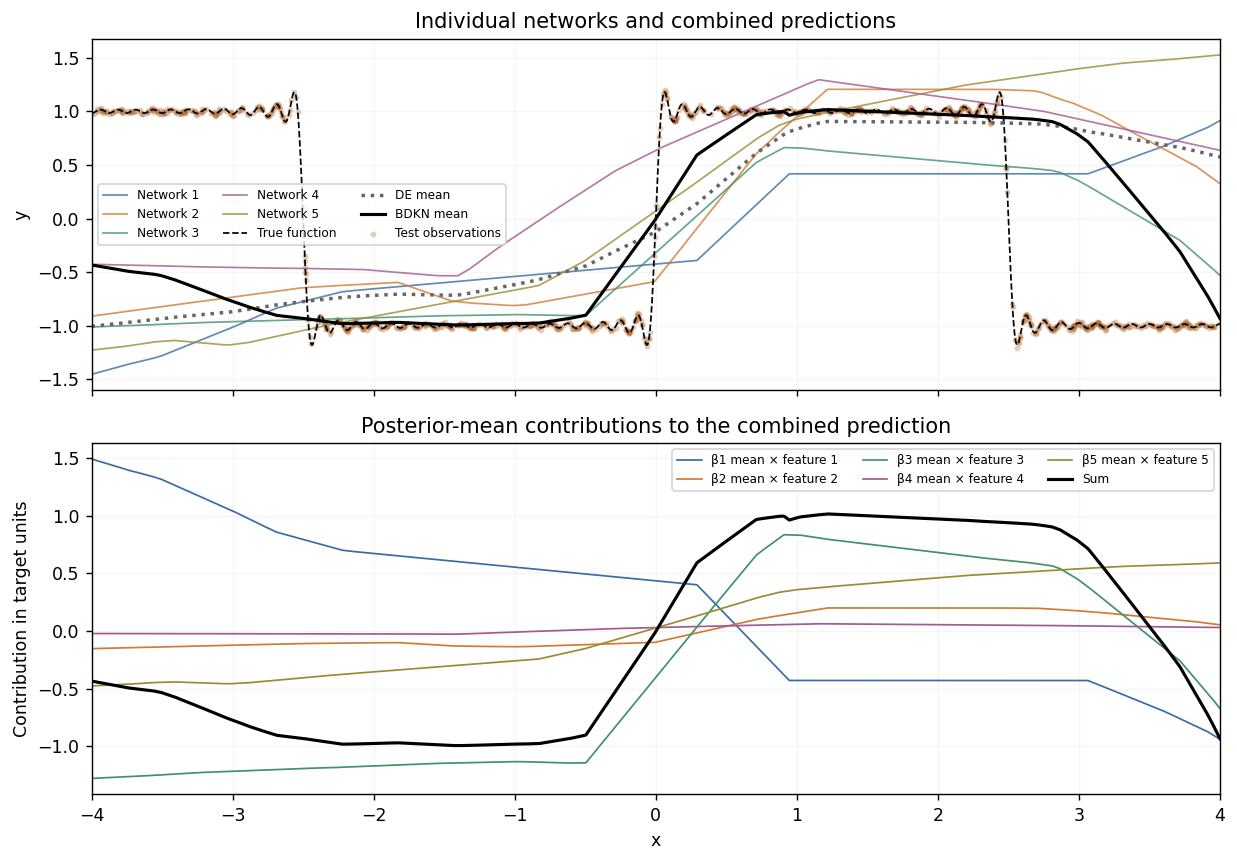 Individual networks and combined predictions
1.5
1.0
0.5
0.0
−0.5
−1.0
−1.5
y
Network 1 Network 4 DE mean
Network 2 Network 5 BDKN mean
Network 3 True function Test observations
Posterior-mean contributions to the combined prediction
1.5
1.0
0.5
0.0
−0.5
−1.0
Contribution in target units
β1 mean × feature 1 β3 mean × feature 3 β5 mean × feature 5
β2 mean × feature 2 β4 mean × feature 4 Sum
−4 −3 −2 −1 0 1 2 3 4
x